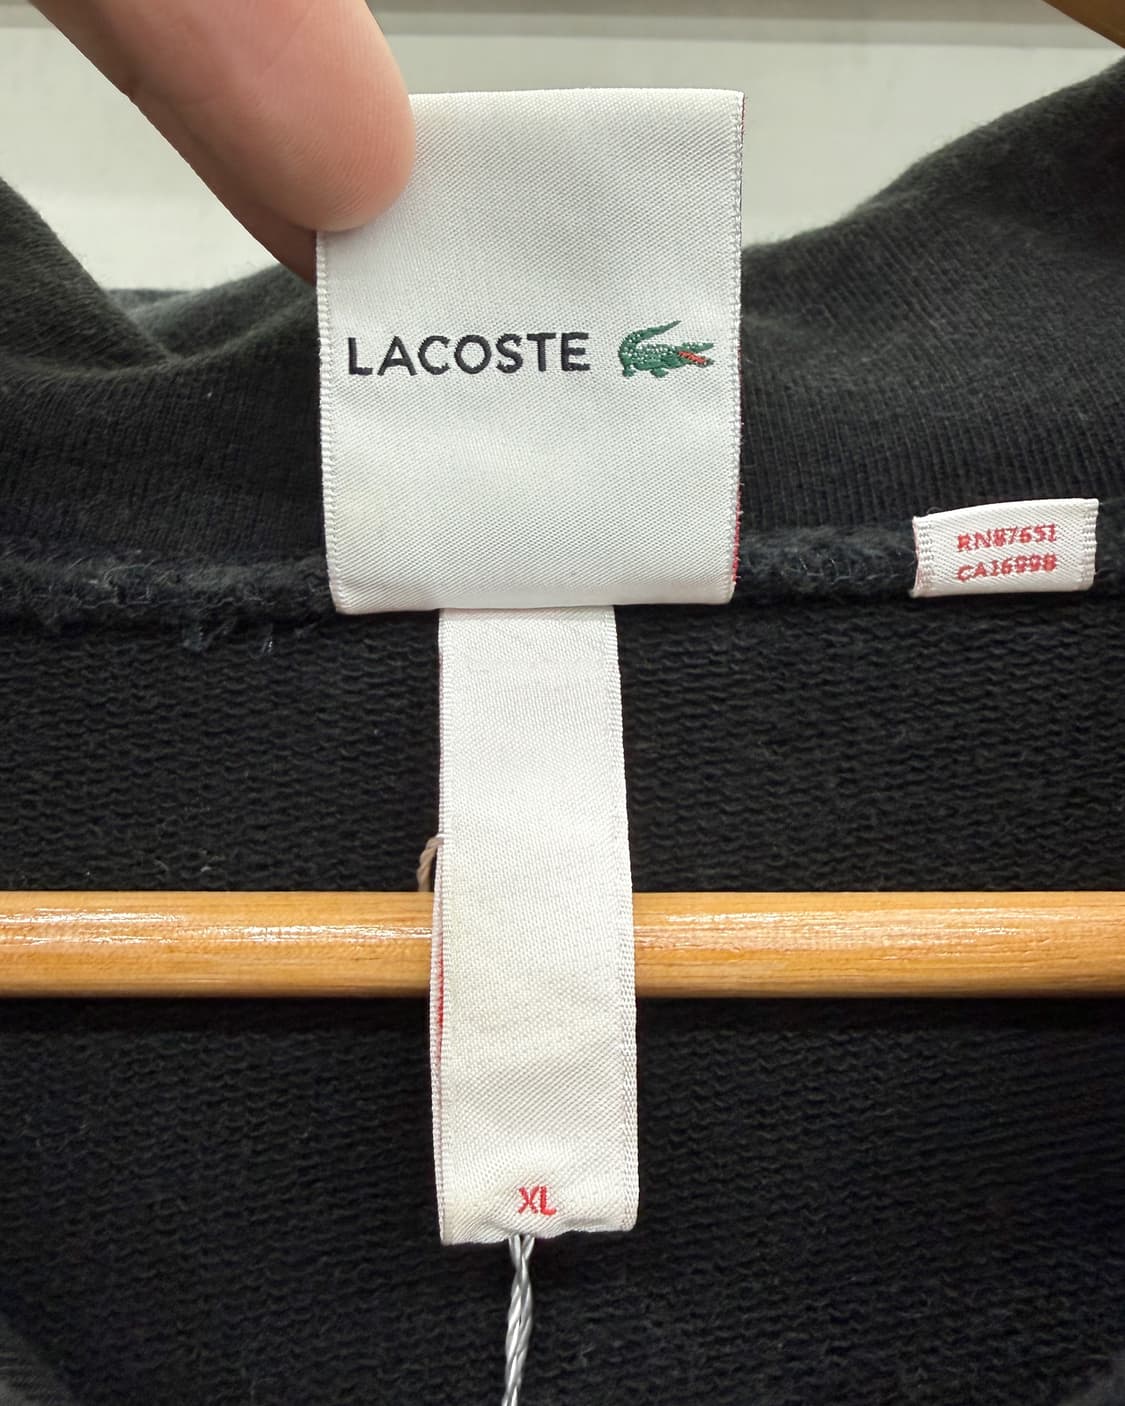 LACOSTE
RN87651
CA16998
XL